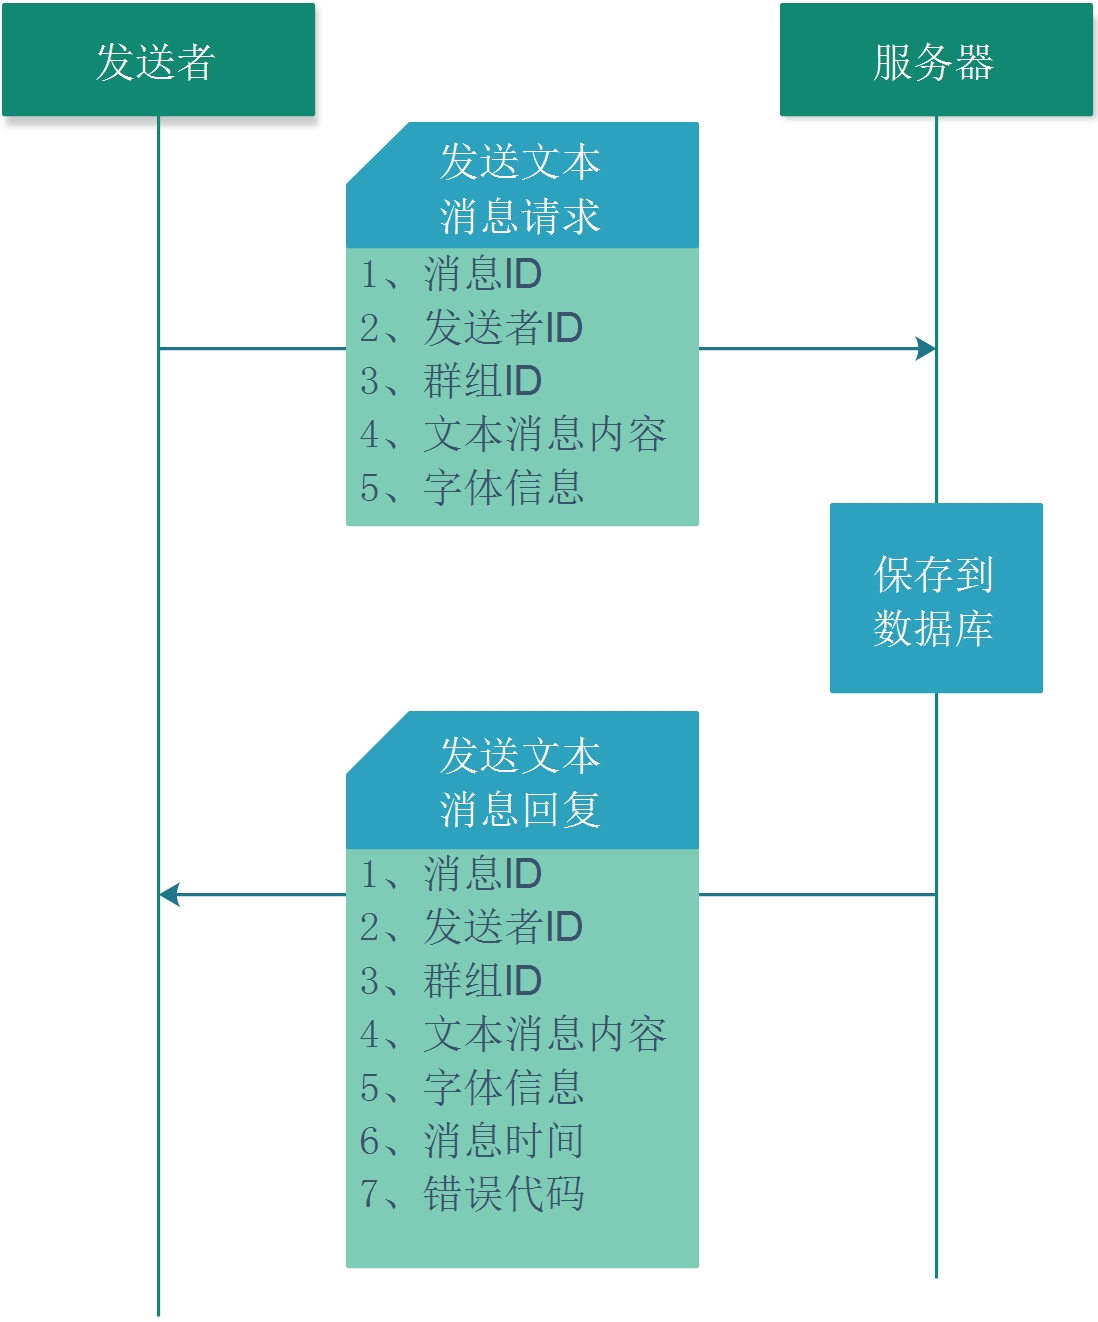 发送者
服务器
发送文本
消息请求
1、消息ID
2、发送者ID
3、群组ID
4、文本消息内容
5、字体信息
保存到
数据库
发送文本
消息回复
1、消息ID
2、发送者ID
3、群组ID
4、文本消息内容
5、字体信息
6、消息时间
7、错误代码